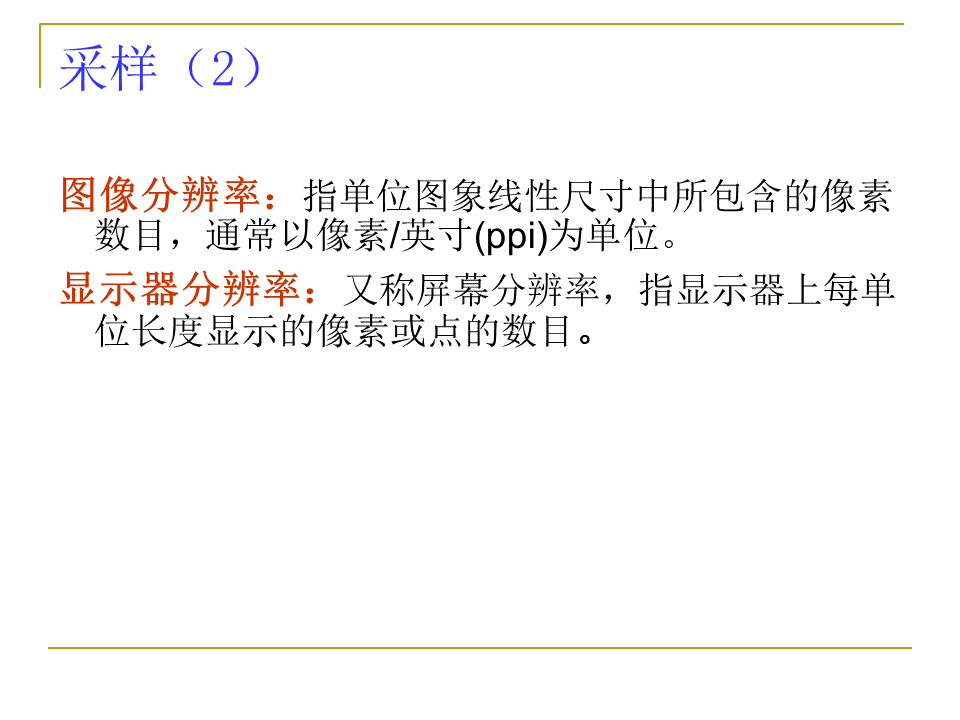 采样（2）
图像分辨率：指单位图象线性尺寸中所包含的像素
数目，通常以像素/英寸(ppi)为单位。
显示器分辨率：又称屏幕分辨率，指显示器上每单
位长度显示的像素或点的数目。